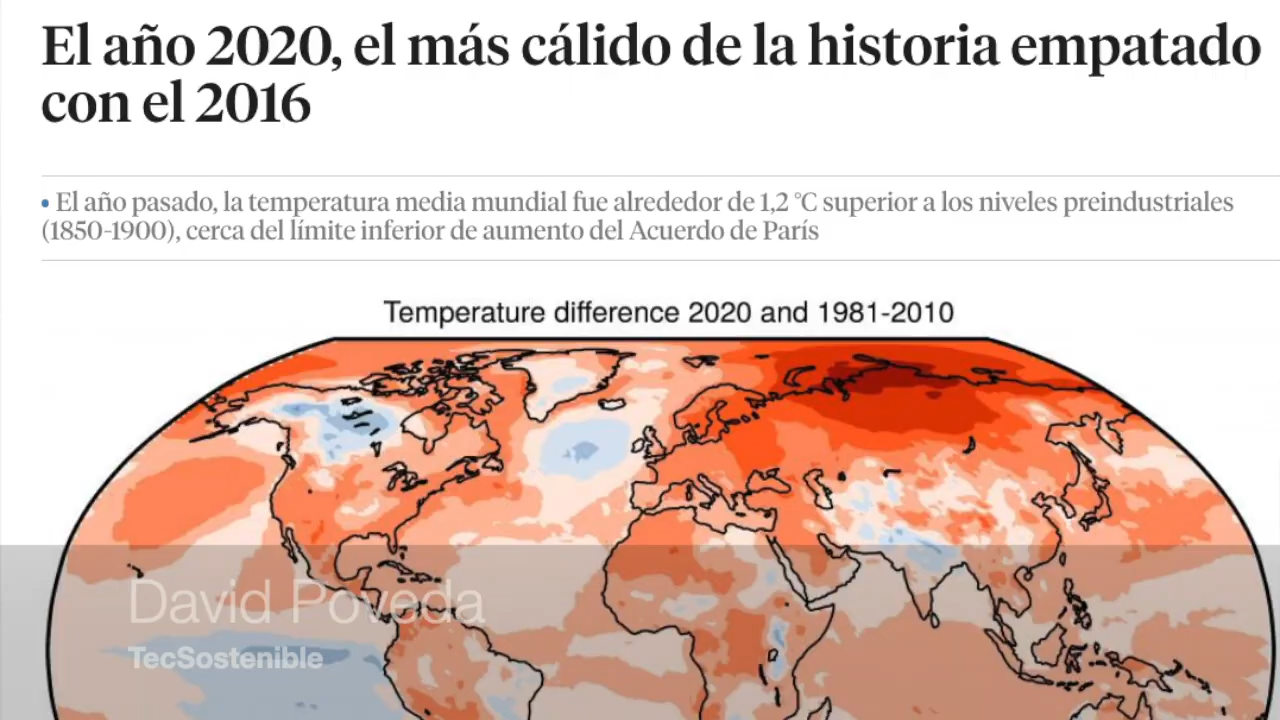 El año 2020, el más cálido de la historia empatado
con el 2016
• El año pasado, la temperatura media mundial fue alrededor de 1,2 °C superior a los niveles preindustriales
(1850-1900), cerca del límite inferior de aumento del Acuerdo de París
Temperature difference 2020 and 1981-2010
David Poveda
TecSostenible